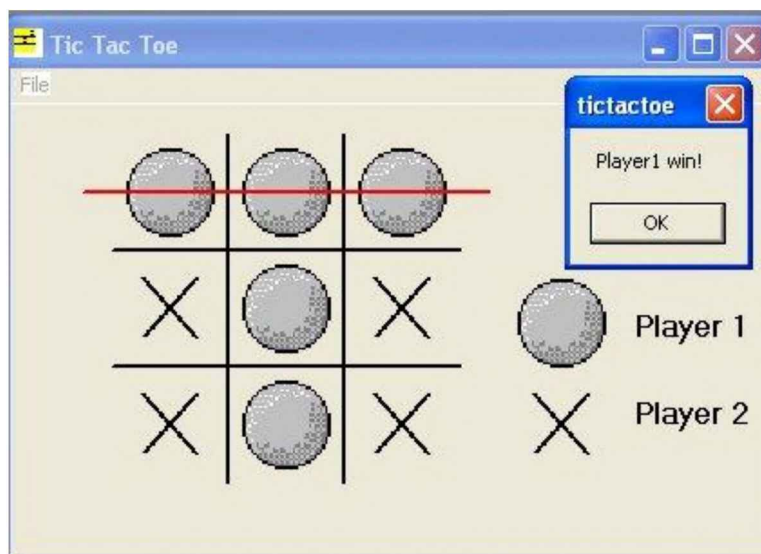 Tic Tac Toe
File
tictactoe
Player1 win!
OK
Player 1
Player 2